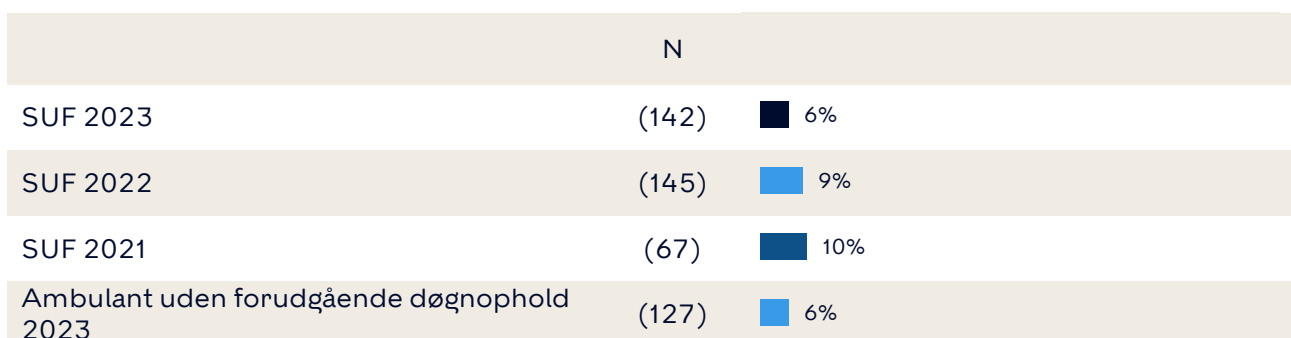 N
SUF 2023 (142) 6%
SUF 2022 (145) 9%
SUF 2021 (67) 10%
Ambulant uden forudgående døgnophold
2023 (127) 6%